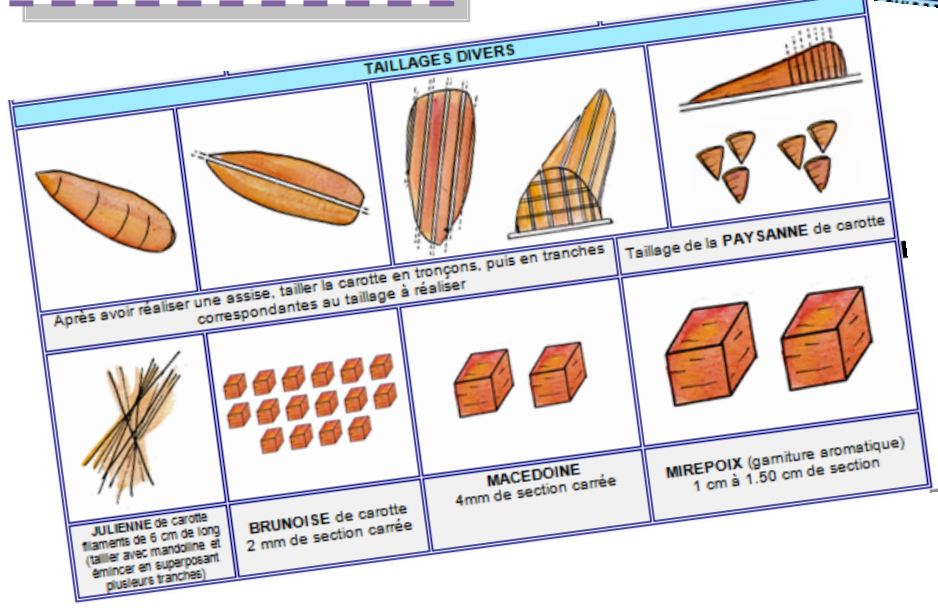 TAILLAGES DIVERS
Après avoir réaliser une assise, tailler la carotte en tronçons, puis en tranches
correspondantes au taillage à réaliser
Taillage de la PAYSANNE de carotte
JULIENNE de carotte
filaments de 6 cm de long
(tailler avec mandoline et
émincer en superposant
plusieurs tranches)
BRUNOISE de carotte
2 mm de section carrée
MACEDOINE
4mm de section carrée
MIREPOIX (garniture aromatique)
1 cm à 1.50 cm de section